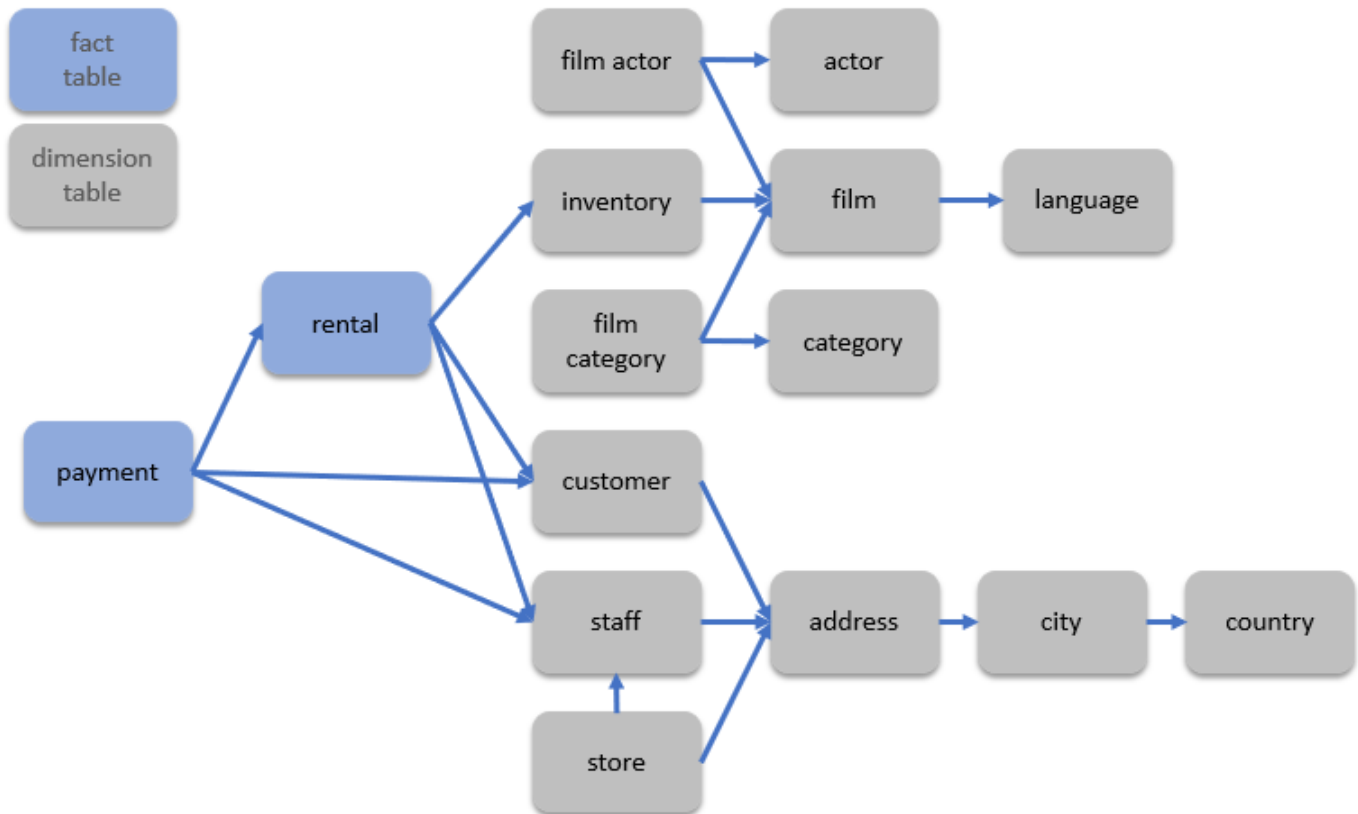 fact
table
dimension
table
film actor
actor
inventory
film
language
rental
film
category
category
payment
customer
staff
address
city
country
store